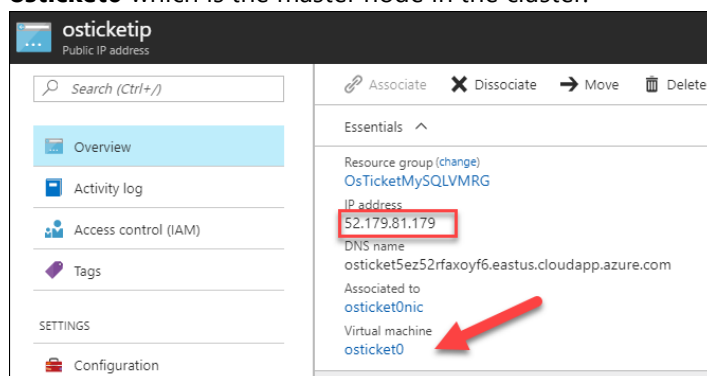 osticket0 which is the master node in the cluster.
osticketip
Public IP address
Search (Ctrl+/)
Overview
Activity log
Access control (IAM)
Tags
SETTINGS
Configuration
Associate Dissociate Move Delete
Essentials
Resource group (change)
OsTicketMySQLVMRG
IP address
52.179.81.179
DNS name
osticket5ez52rfaxoyf6.eastus.cloudapp.azure.com
Associated to
osticket0nic
Virtual machine
osticket0